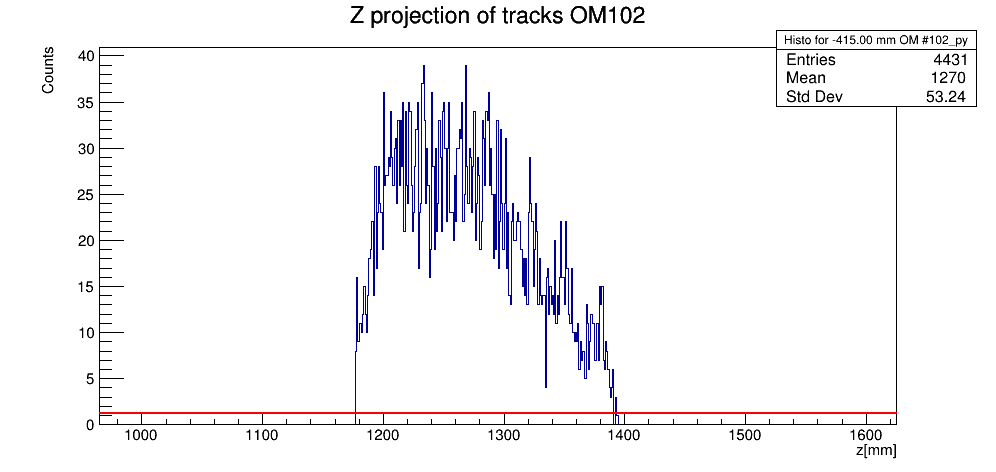 Z projection of tracks OM102
Histo for -415.00 mm OM #102_py
Entries 4431
Mean 1270
Std Dev 53.24
Counts
40
35
30
25
20
15
10
5
0
1000 1100 1200 1300 1400 1500 1600
z[mm]